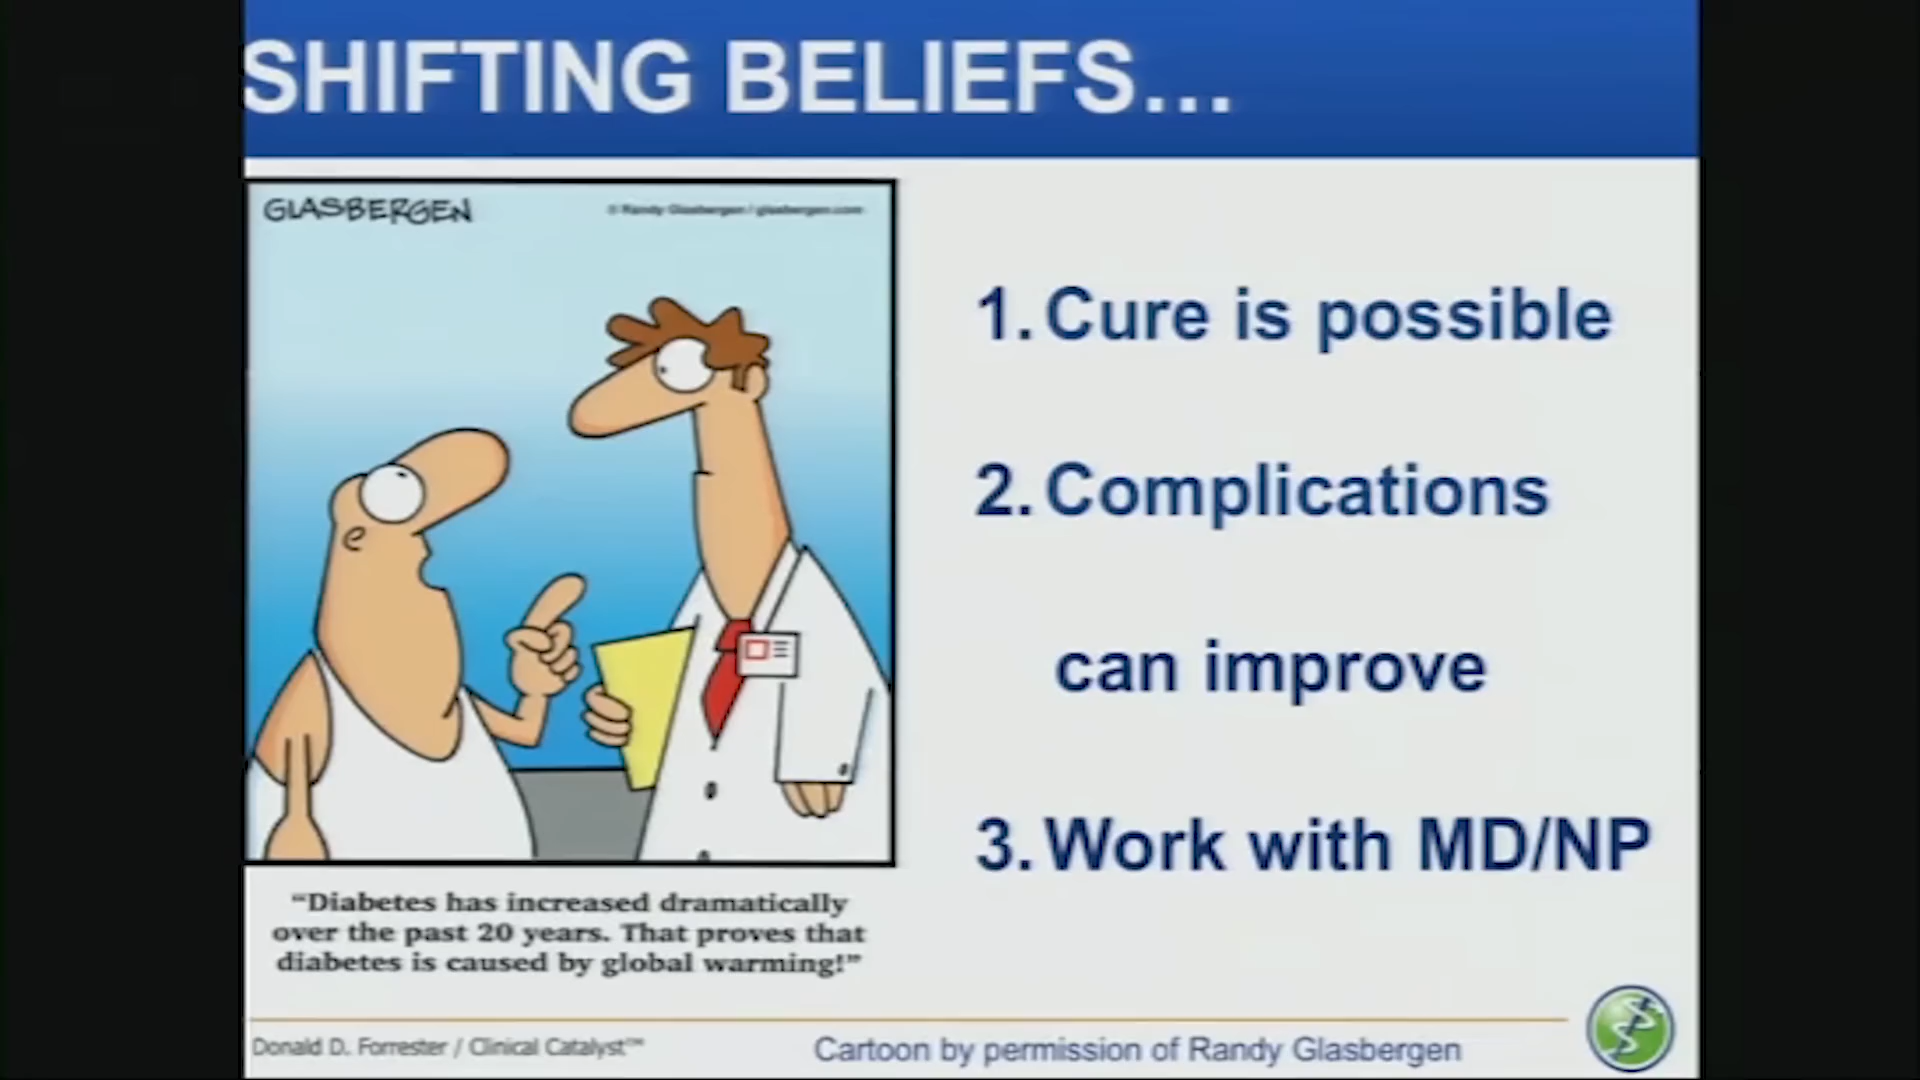 SHIFTING BELIEFS...
GLASBERGEN
© Randy Glasbergen / glasbergen.com
1. Cure is possible
2. Complications
can improve
3. Work with MD/NP
“Diabetes has increased dramatically
over the past 20 years. That proves that
diabetes is caused by global warming!”
Donald D. Forrester / Clinical Catalyst™
Cartoon by permission of Randy Glasbergen